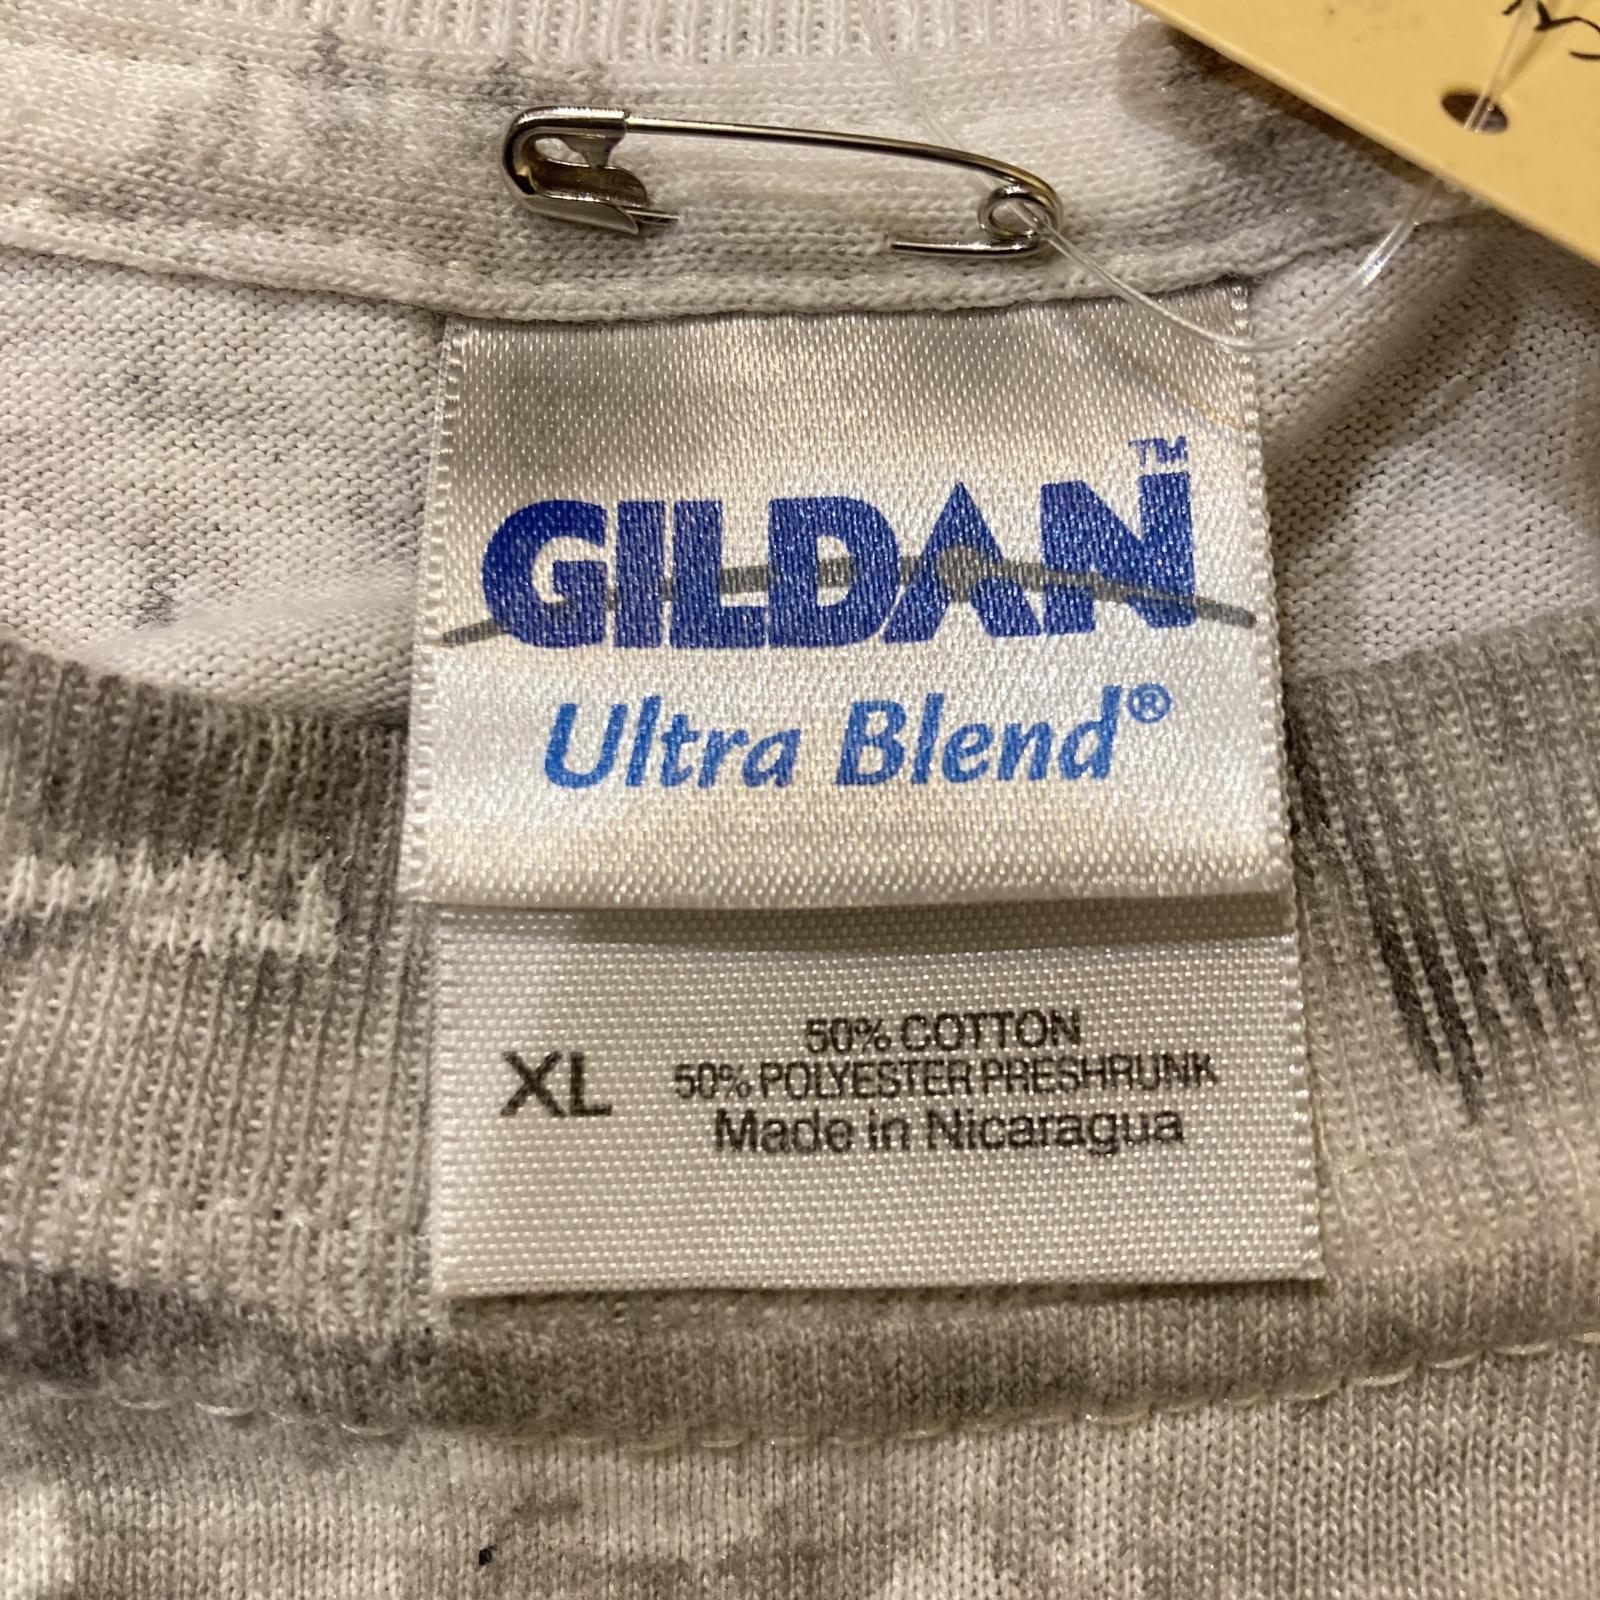 GILDAN™
Ultra Blend®
XL
50% COTTON
50% POLYESTER PRESHRUNK
Made in Nicaragua